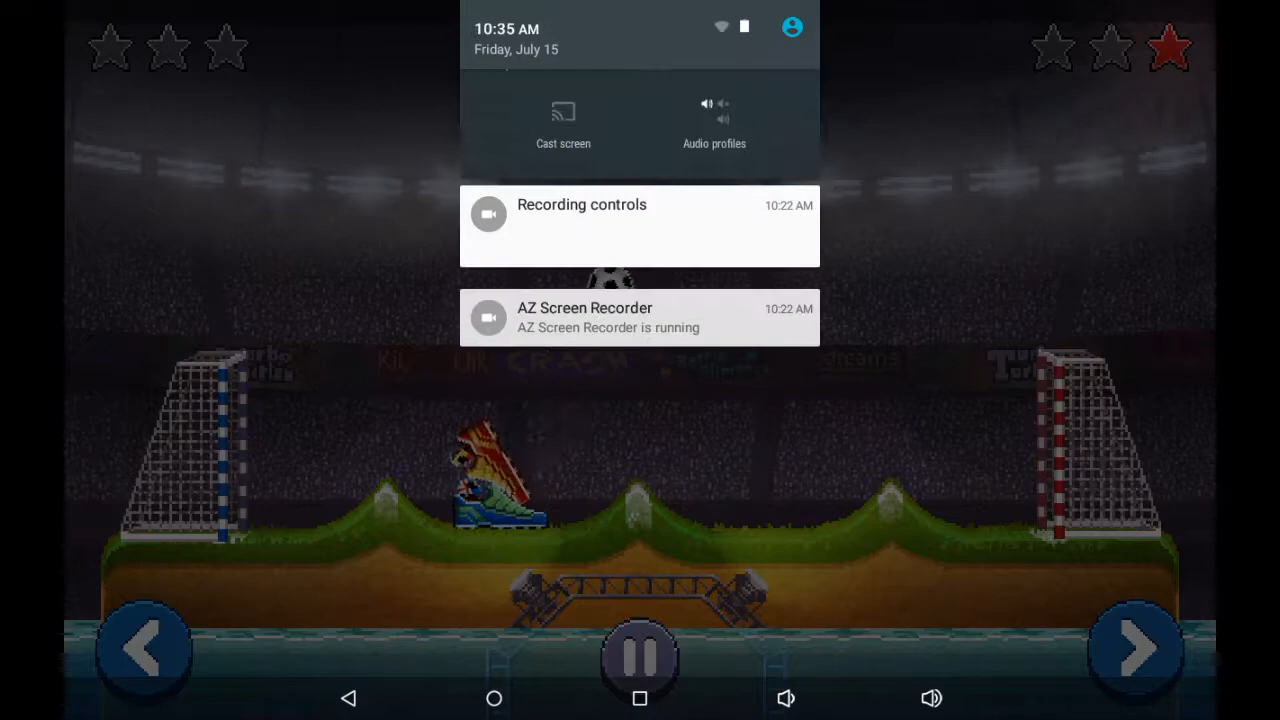 10:35 AM
Friday, July 15
Cast screen
Audio profiles
Recording controls
10:22 AM
AZ Screen Recorder
10:22 AM
AZ Screen Recorder is running
CRASH